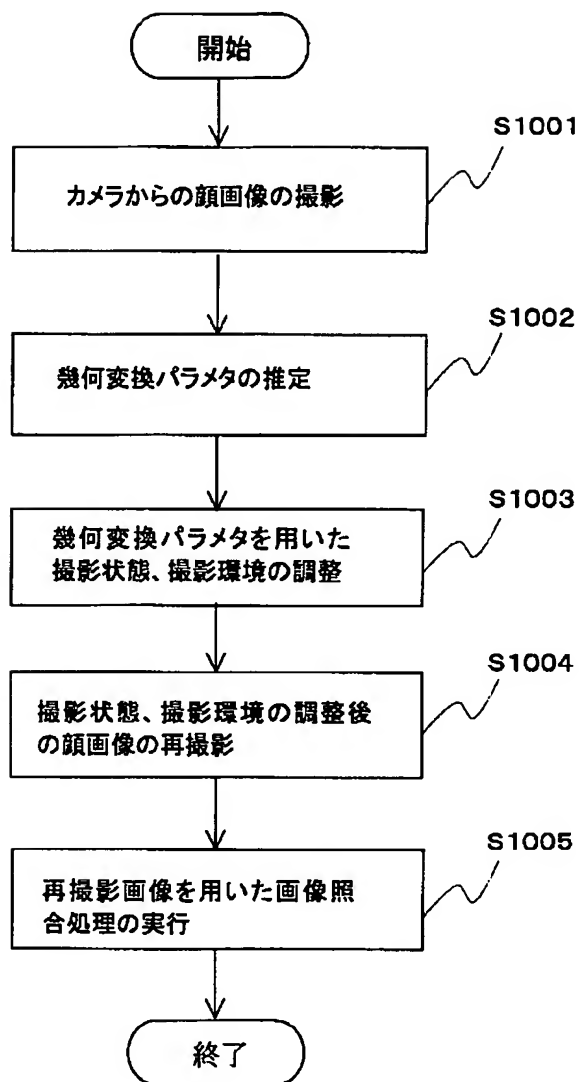 開始
S1001
カメラからの顔画像の撮影
S1002
幾何変換パラメタの推定
S1003
幾何変換パラメタを用いた
撮影状態、撮影環境の調整
S1004
撮影状態、撮影環境の調整後
の顔画像の再撮影
S1005
再撮影画像を用いた画像照
合処理の実行
終了